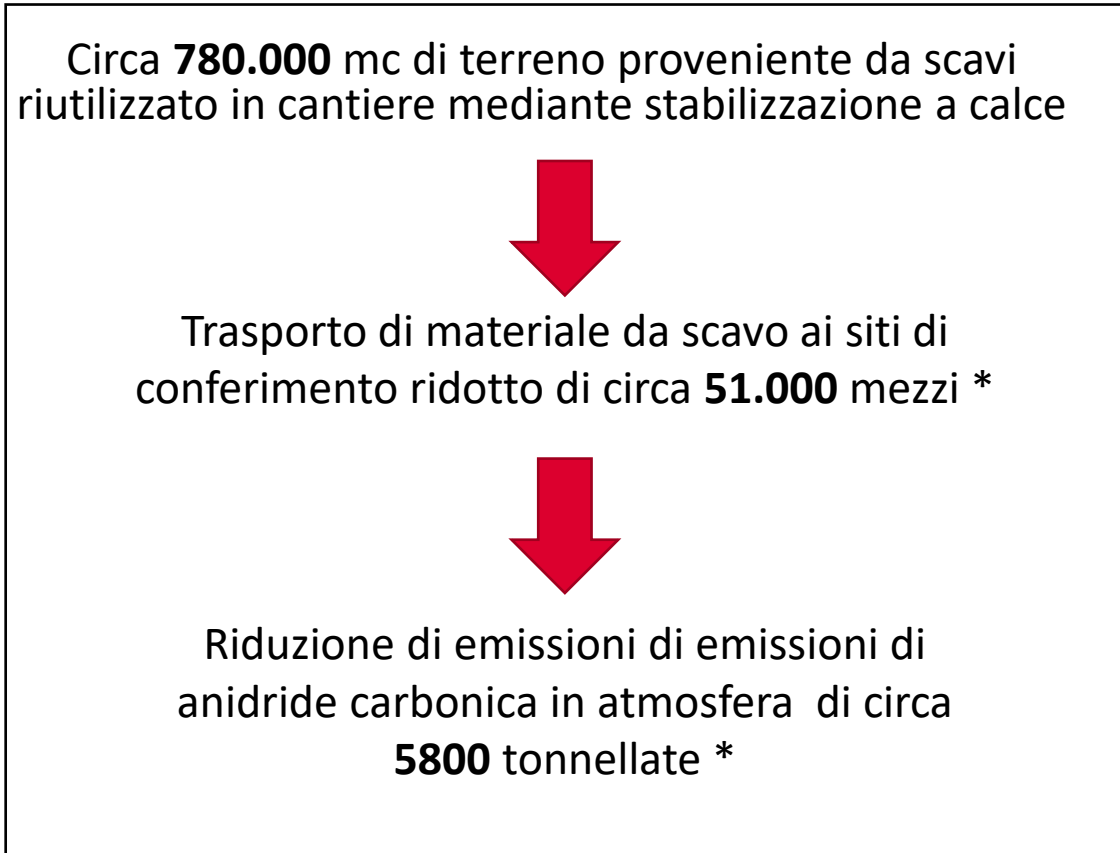 Circa 780.000 mc di terreno proveniente da scavi
riutilizzato in cantiere mediante stabilizzazione a calce
Trasporto di materiale da scavo ai siti di
conferimento ridotto di circa 51.000 mezzi *
Riduzione di emissioni di emissioni di
anidride carbonica in atmosfera  di circa
5800 tonnellate *